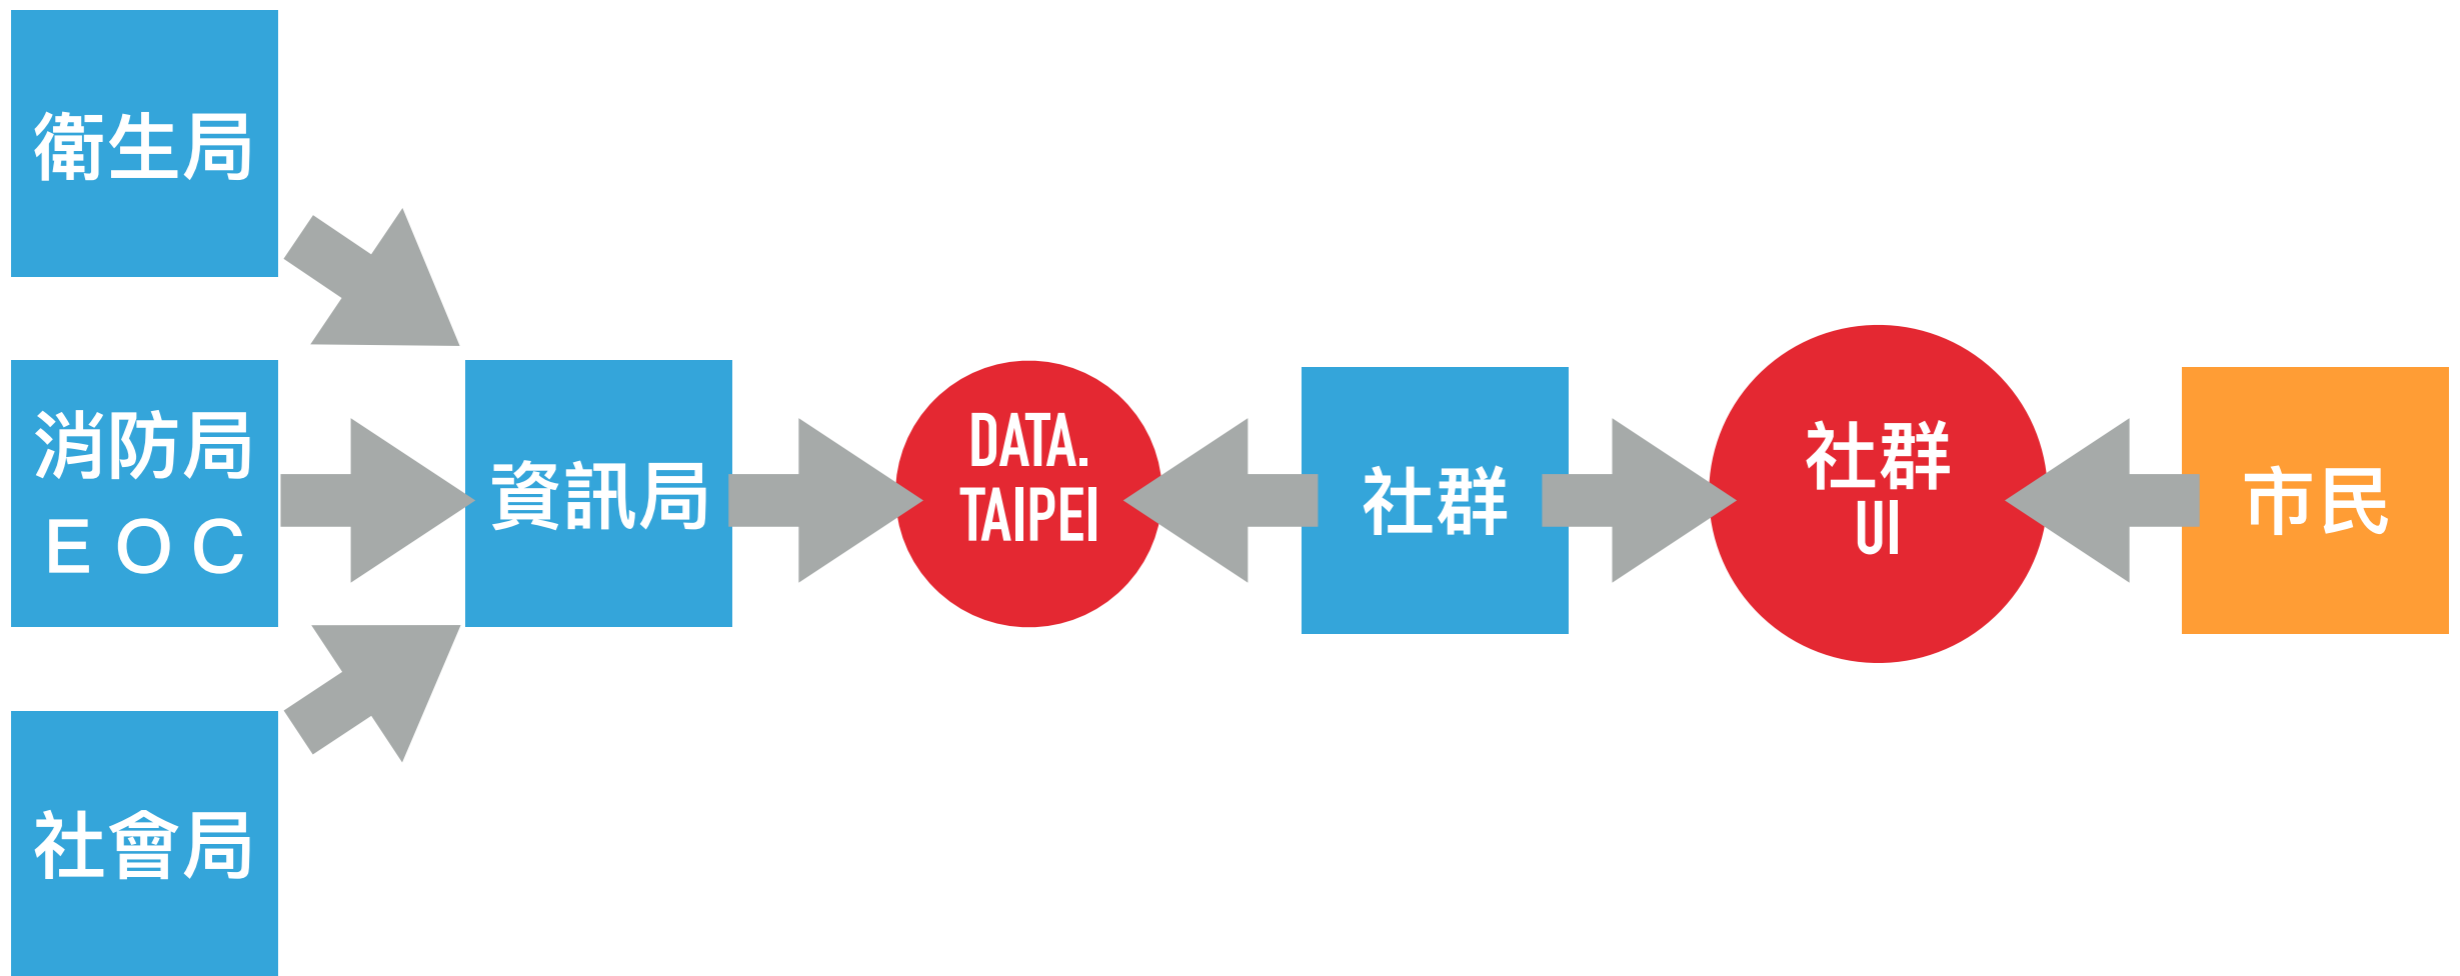 衛生局
消防局
ＥＯＣ
社會局
資訊局
DATA.
TAIPEI
社群
社群
UI
市民